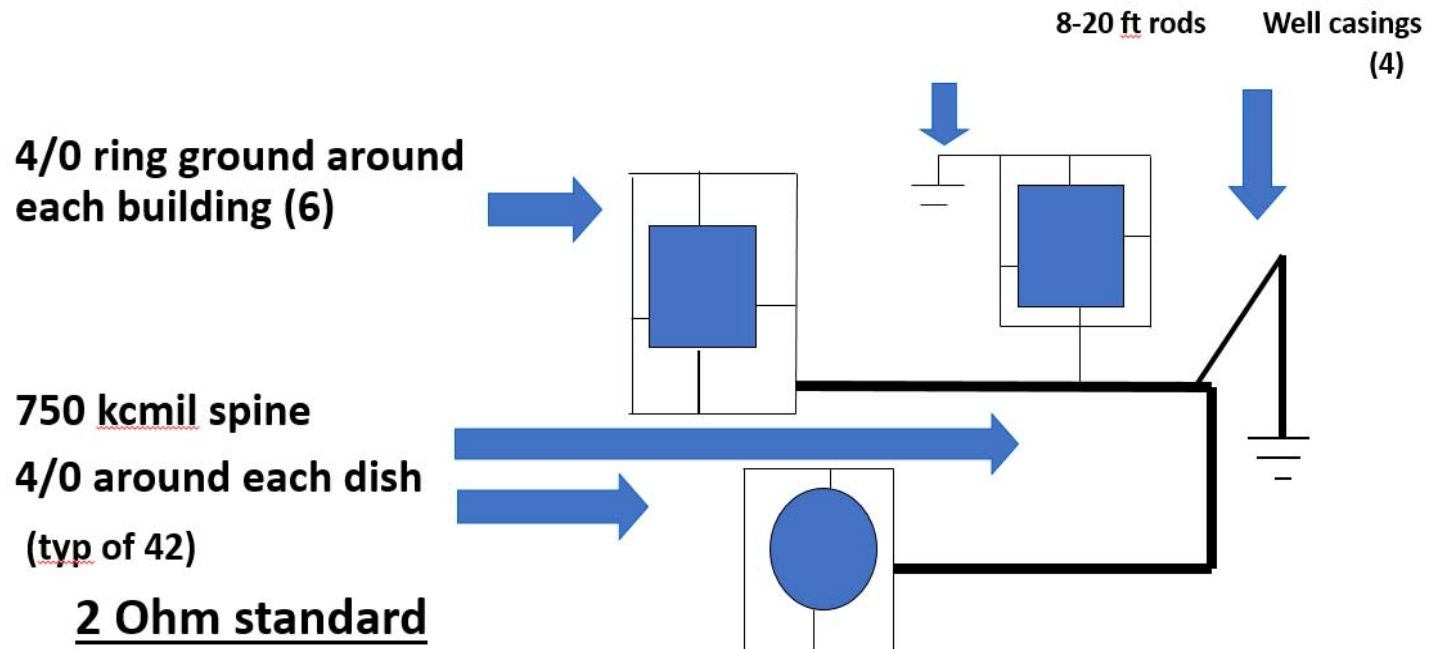 8-20 ft rods
Well casings
(4)
4/0 ring ground around
each building (6)
750 kcmil spine
4/0 around each dish
(typ of 42)
2 Ohm standard